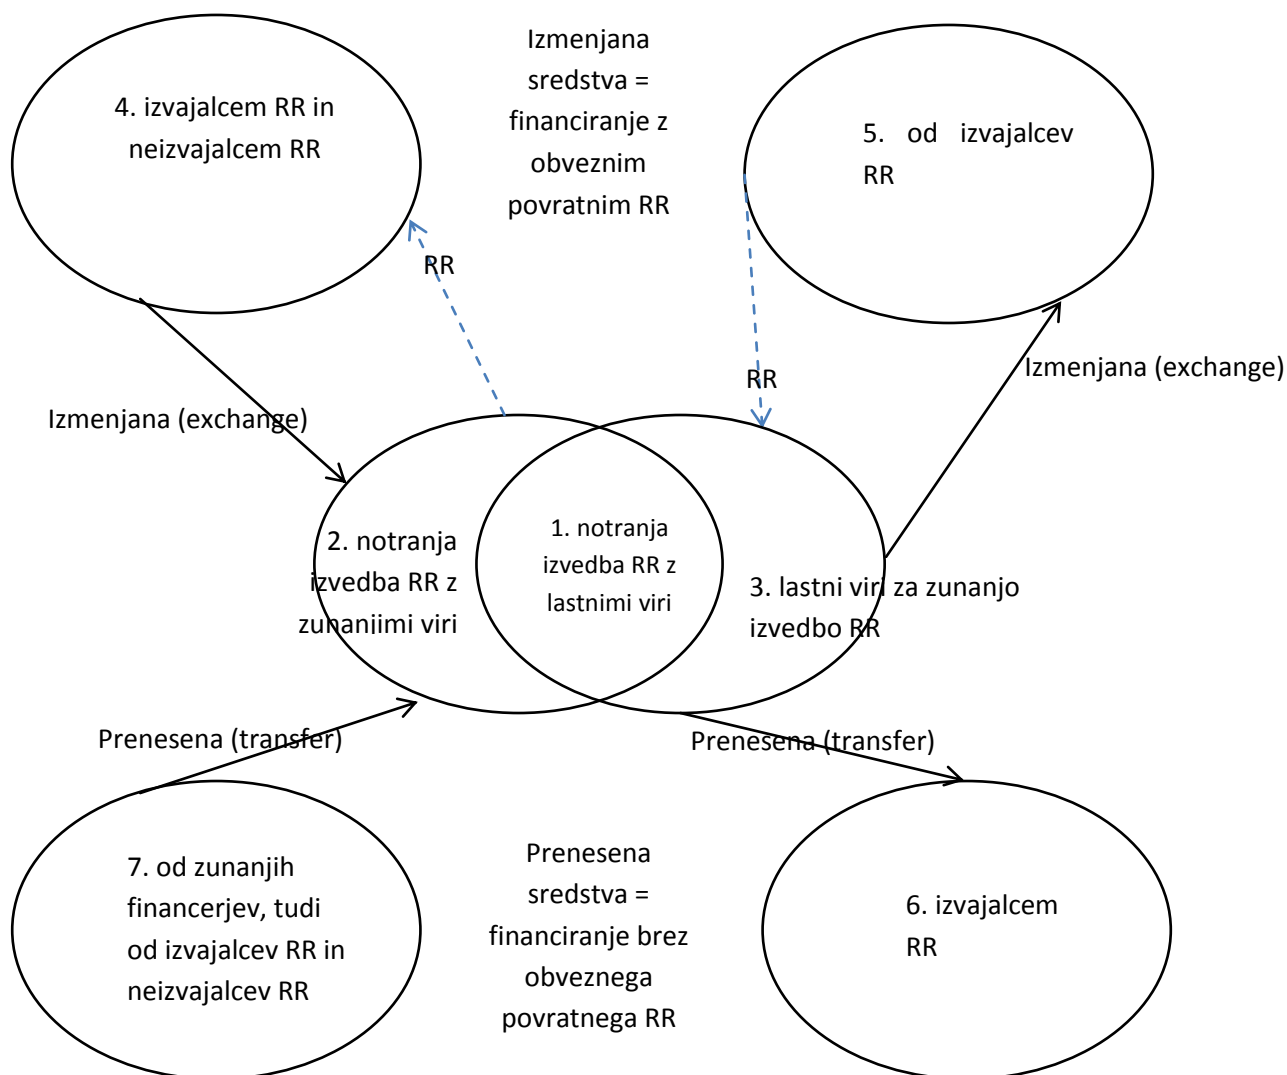 Izmenjana
sredstva =
financiranje z
obveznim
povratnim RR
4. izvajalcem RR in
neizvajalcem RR
5. od izvajalcev
RR
RR
RR
Izmenjana (exchange)
Izmenjana (exchange)
2. notranja
izvedba RR z
zunanjimi viri
1. notranja
izvedba RR z
lastnimi viri
3. lastni viri za zunanjo
izvedbo RR
Prenesena (transfer)
Prenesena (transfer)
7. od zunanjih
financerjev, tudi
od izvajalcev RR in
neizvajalcev RR
Prenesena
sredstva =
financiranje brez
obveznega
povratnega RR
6. izvajalcem
RR